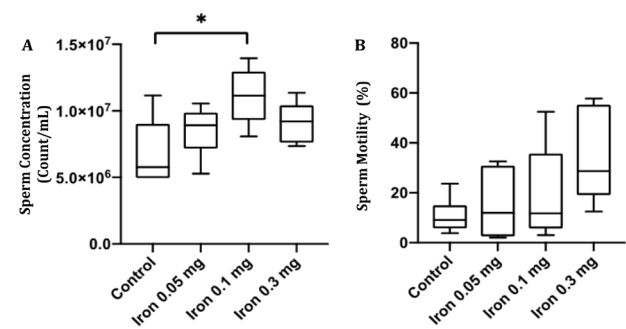 A
*
Sperm Concentration
(Count/mL)
1.5×10⁷
1.0×10⁷
5.0×10⁶
0.0
Control
Iron 0.05 mg
Iron 0.1 mg
Iron 0.3 mg
B
Sperm Motility (%)
80
60
40
20
0
Control
Iron 0.05 mg
Iron 0.1 mg
Iron 0.3 mg